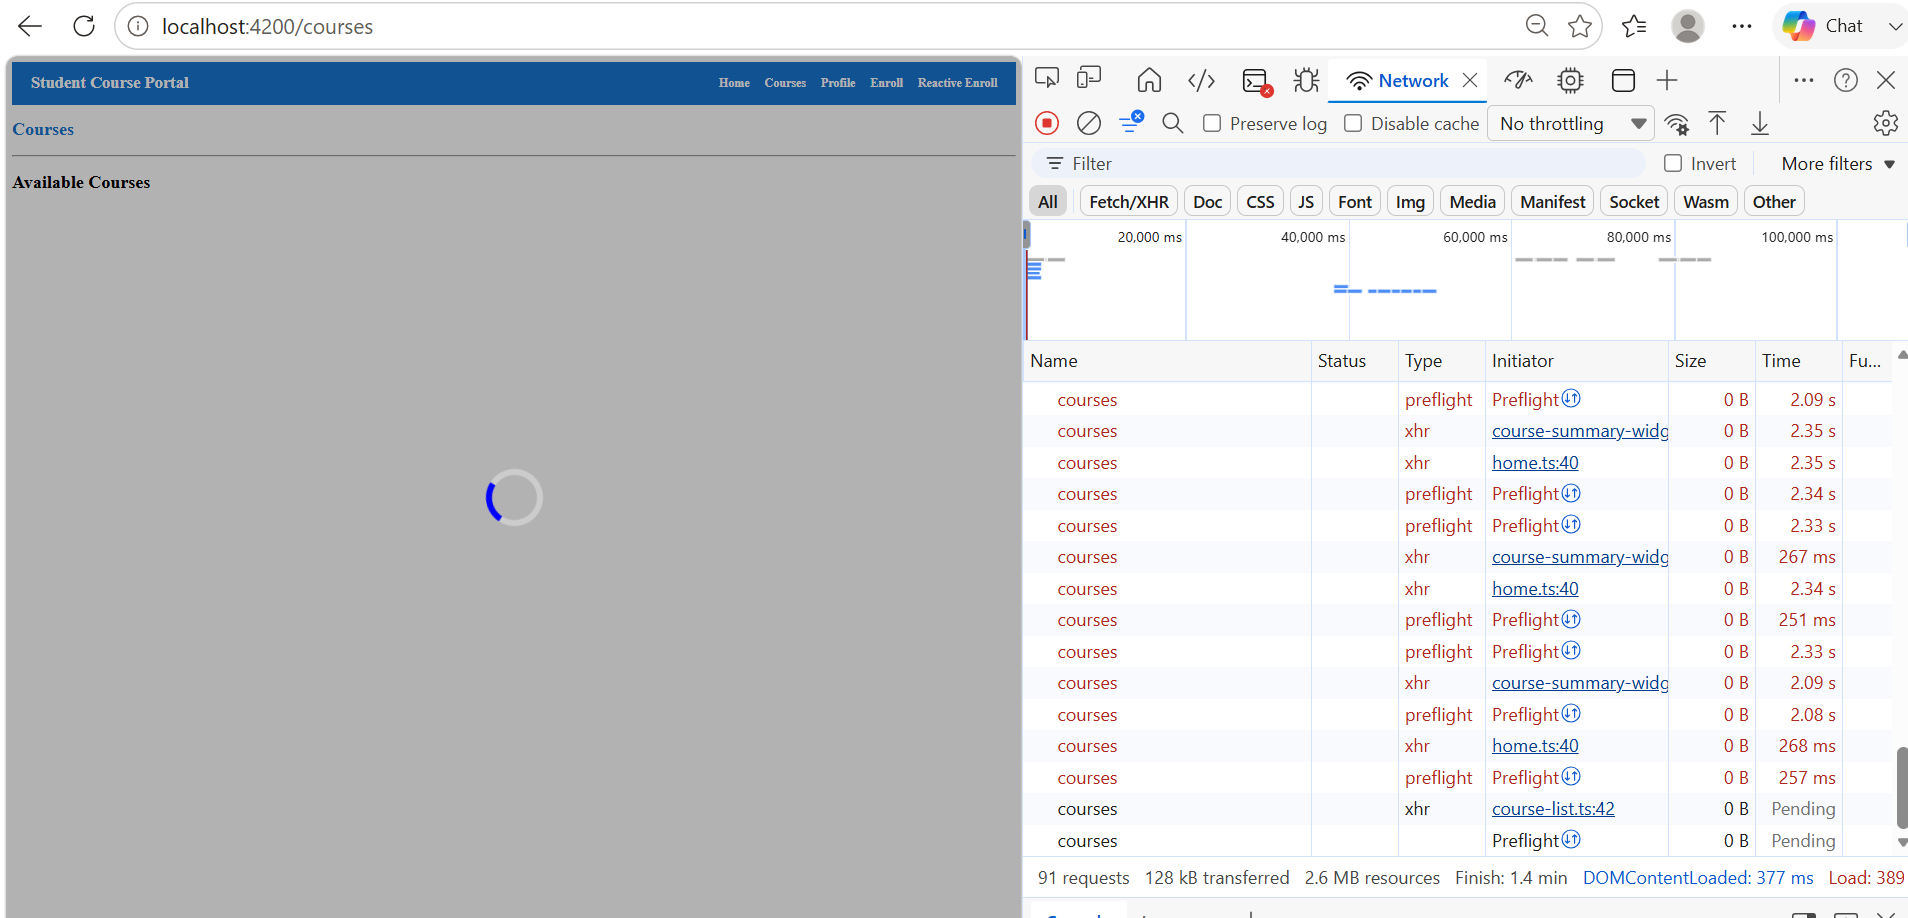 localhost:4200/courses
Chat
Student Course Portal
Home Courses Profile Enroll Reactive Enroll
Courses
Available Courses
Network
Preserve log Disable cache No throttling
Filter Invert More filters
All Fetch/XHR Doc CSS JS Font Img Media Manifest Socket Wasm Other
20,000 ms 40,000 ms 60,000 ms 80,000 ms 100,000 ms
Name Status Type Initiator Size Time Fu...
courses preflight Preflight 0 B 2.09 s
courses xhr course-summary-widg 0 B 2.35 s
courses xhr home.ts:40 0 B 2.35 s
courses preflight Preflight 0 B 2.34 s
courses preflight Preflight 0 B 2.33 s
courses xhr course-summary-widg 0 B 267 ms
courses xhr home.ts:40 0 B 2.34 s
courses preflight Preflight 0 B 251 ms
courses preflight Preflight 0 B 2.33 s
courses xhr course-summary-widg 0 B 2.09 s
courses preflight Preflight 0 B 2.08 s
courses xhr home.ts:40 0 B 268 ms
courses preflight Preflight 0 B 257 ms
courses xhr course-list.ts:42 0 B Pending
courses Preflight 0 B Pending
91 requests 128 kB transferred 2.6 MB resources Finish: 1.4 min DOMContentLoaded: 377 ms Load: 389